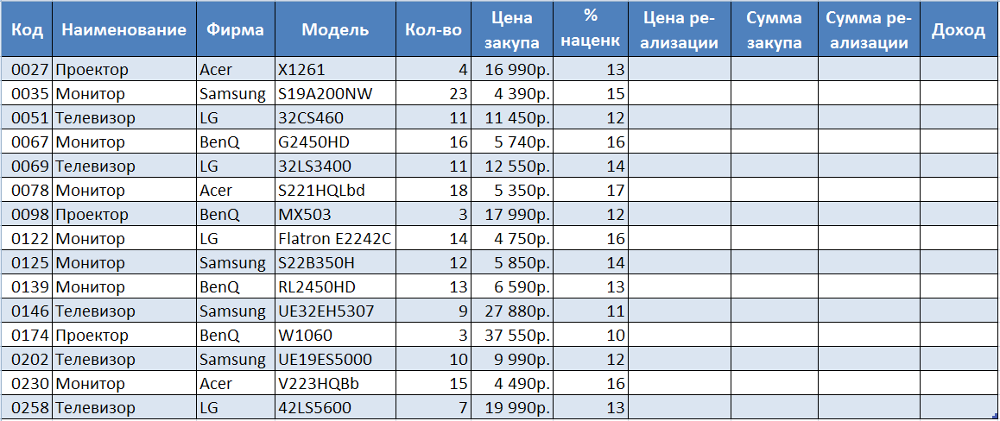 Код Наименование Фирма Модель Кол-во Цена закупа % наценк Цена ре-ализации Сумма закупа Сумма ре-ализации Доход
0027 Проектор Acer X1261 4 16 990р. 13
0035 Монитор Samsung S19A200NW 23 4 390р. 15
0051 Телевизор LG 32CS460 11 11 450р. 12
0067 Монитор BenQ G2450HD 16 5 740р. 16
0069 Телевизор LG 32LS3400 11 12 550р. 14
0078 Монитор Acer S221HQLbd 18 5 350р. 17
0098 Проектор BenQ MX503 3 17 990р. 12
0122 Монитор LG Flatron E2242C 14 4 750р. 16
0125 Монитор Samsung S22B350H 12 5 850р. 14
0139 Монитор BenQ RL2450HD 13 6 590р. 13
0146 Телевизор Samsung UE32EH5307 9 27 880р. 11
0174 Проектор BenQ W1060 3 37 550р. 10
0202 Телевизор Samsung UE19ES5000 10 9 990р. 12
0230 Монитор Acer V223HQBb 15 4 490р. 16
0258 Телевизор LG 42LS5600 7 19 990р. 13